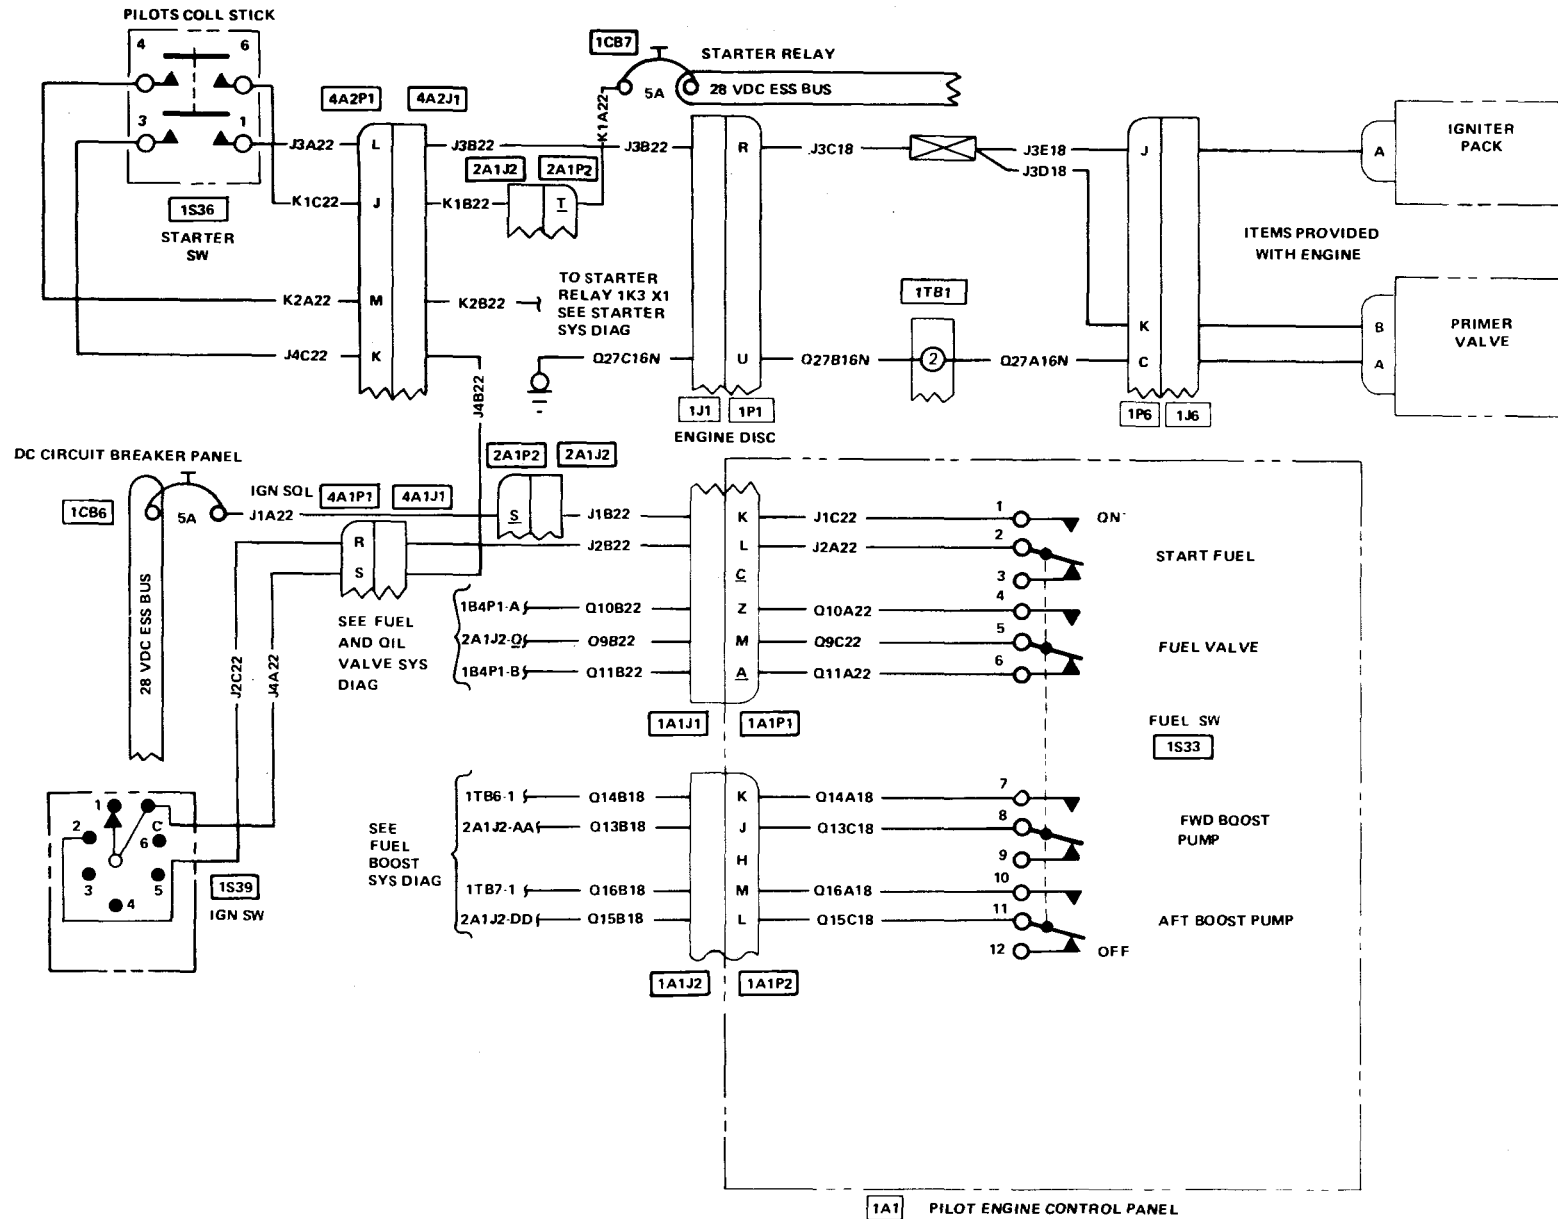 PILOTS COLL STICK
4 6
3 1
1S36
STARTER
SW
4A2P1 4A2J1
J3A22 L J3B22 J3B22 R J3C18 J3E18 J A
J3D18
2A1J2 2A1P2
K1C22 J K1B22 T
K1A22
1CB7
5A
STARTER RELAY
28 VDC ESS BUS
IGNITER
PACK
ITEMS PROVIDED
WITH ENGINE
K2A22 M K2B22
TO STARTER
RELAY 1K3 X1
SEE STARTER
SYS DIAG
1TB1
K B
PRIMER
VALVE
J4C22 K
J4B22
Q27C16N U Q27B16N 2 Q27A16N C A
1J1 1P1
ENGINE DISC
1P6 1J6
DC CIRCUIT BREAKER PANEL
1CB6
5A
IGN SOL
4A1P1 4A1J1
2A1P2 2A1J2
J1A22 S J1B22 K J1C22 1 ON
R J2B22 L J2A22 2
START FUEL
S C 3
28 VDC ESS BUS
J2C22
J4A22
SEE FUEL
AND OIL
VALVE SYS
DIAG
1B4P1-A Q10B22 Z Q10A22 4
2A1J2-Q Q9B22 M Q9C22 5
FUEL VALVE
1B4P1-B Q11B22 A Q11A22 6
1A1J1 1A1P1
FUEL SW
1S33
1
2
C
6
3
5
4
1S39
IGN SW
SEE
FUEL
BOOST
SYS DIAG
1TB6-1 Q14B18 K Q14A18 7
2A1J2-AA Q13B18 J Q13C18 8
FWD BOOST
PUMP
H 9
1TB7-1 Q16B18 M Q16A18 10
2A1J2-DD Q15B18 L Q15C18 11
AFT BOOST PUMP
12 OFF
1A1J2 1A1P2
1A1 PILOT ENGINE CONTROL PANEL